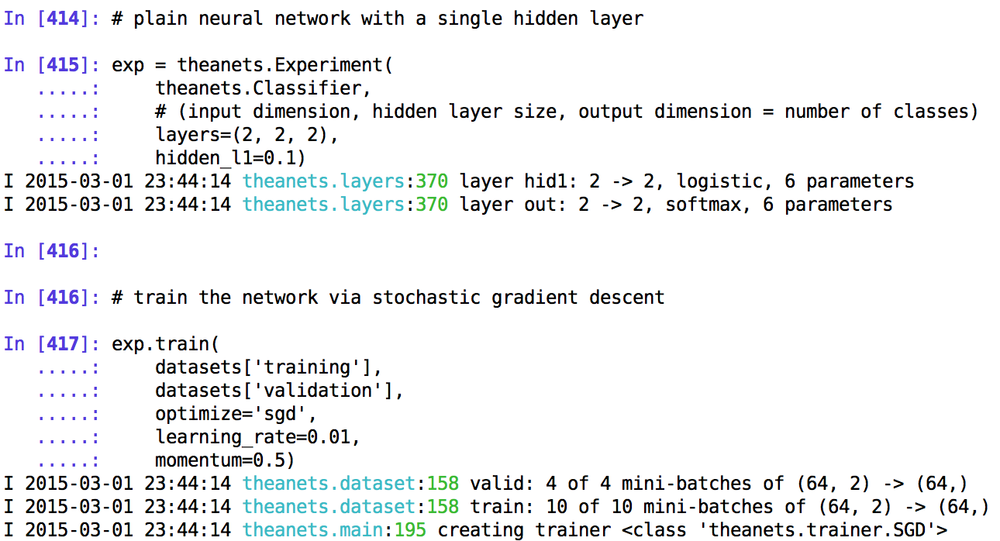 In [414]: # plain neural network with a single hidden layer
In [415]: exp = theanets.Experiment(
.....:     theanets.Classifier,
.....:     # (input dimension, hidden layer size, output dimension = number of classes)
.....:     layers=(2, 2, 2),
.....:     hidden_l1=0.1)
I 2015-03-01 23:44:14 theanets.layers:370 layer hid1: 2 -> 2, logistic, 6 parameters
I 2015-03-01 23:44:14 theanets.layers:370 layer out: 2 -> 2, softmax, 6 parameters
In [416]:
In [416]: # train the network via stochastic gradient descent
In [417]: exp.train(
.....:     datasets['training'],
.....:     datasets['validation'],
.....:     optimize='sgd',
.....:     learning_rate=0.01,
.....:     momentum=0.5)
I 2015-03-01 23:44:14 theanets.dataset:158 valid: 4 of 4 mini-batches of (64, 2) -> (64,)
I 2015-03-01 23:44:14 theanets.dataset:158 train: 10 of 10 mini-batches of (64, 2) -> (64,)
I 2015-03-01 23:44:14 theanets.main:195 creating trainer <class 'theanets.trainer.SGD'>